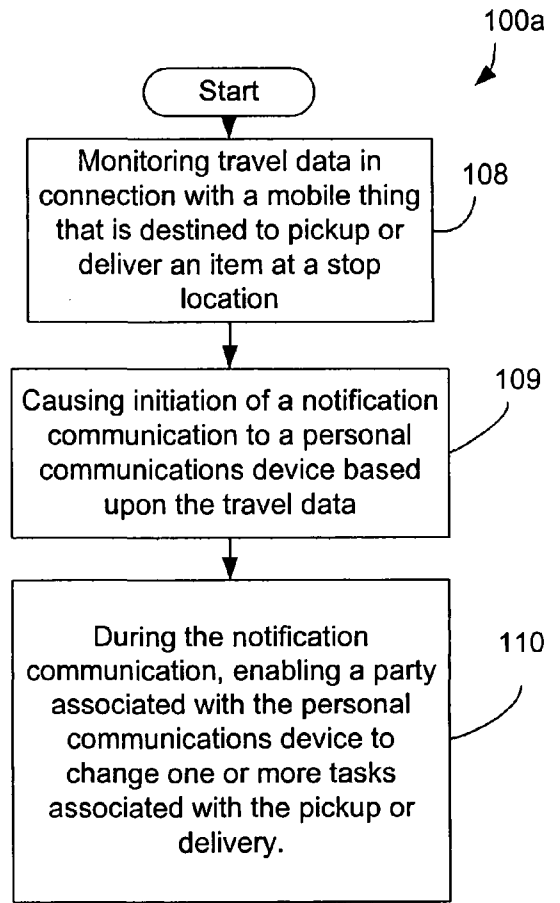 100a
Start
Monitoring travel data in
connection with a mobile thing
that is destined to pickup or
deliver an item at a stop
location
108
Causing initiation of a notification
communication to a personal
communications device based
upon the travel data
109
During the notification
communication, enabling a party
associated with the personal
communications device to
change one or more tasks
associated with the pickup or
delivery.
110